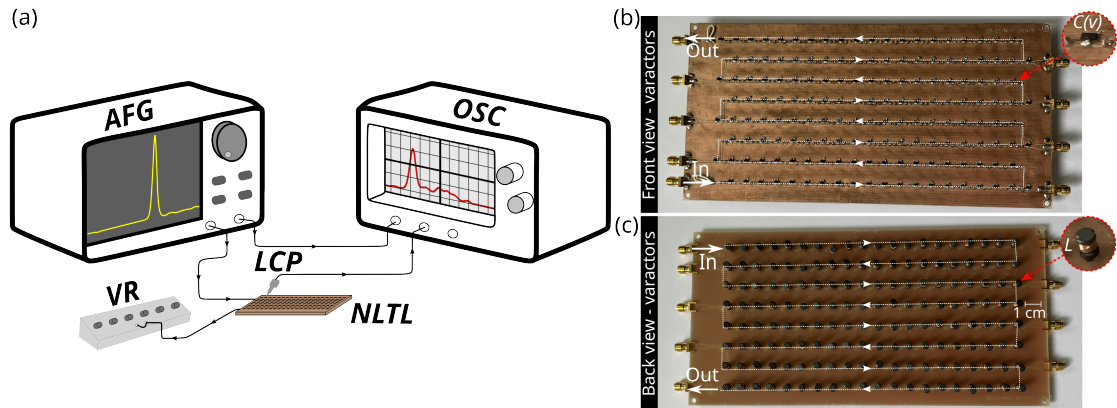 (a)
AFG
OSC
LCP
VR
NLTL
(b)
Front view - varactors
ℓ
Out
In
C(v)
(c)
Back view - varactors
In
Out
L
1 cm